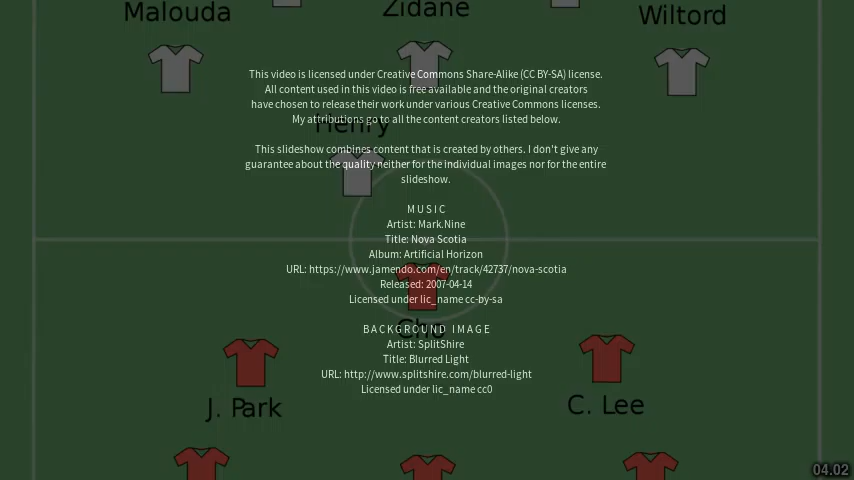 Malouda
Zidane
Wiltord
This video is licensed under Creative Commons Share-Alike (CC BY-SA) license.
All content used in this video is free available and the original creators
have chosen to release their work under various Creative Commons licenses.
My attributions go to all the content creators listed below.
Henry
This slideshow combines content that is created by others. I don't give any
guarantee about the quality neither for the individual images nor for the entire
slideshow.
MUSIC
Artist: Mark.Nine
Title: Nova Scotia
Album: Artificial Horizon
URL: https://www.jamendo.com/en/track/42737/nova-scotia
Released: 2007-04-14
Licensed under lic_name cc-by-sa
Cho
BACKGROUND IMAGE
Artist: SplitShire
Title: Blurred Light
URL: http://www.splitshire.com/blurred-light
Licensed under lic_name cc0
J. Park
C. Lee
04.02